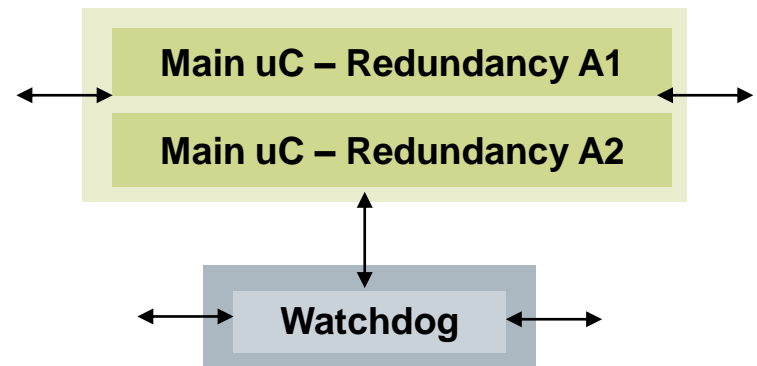 Main uC – Redundancy A1
Main uC – Redundancy A2
Watchdog